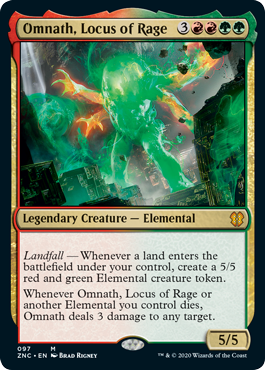 Omnath, Locus of Rage 3
Legendary Creature — Elemental
Landfall — Whenever a land enters the
battlefield under your control, create a 5/5
red and green Elemental creature token.
Whenever Omnath, Locus of Rage or
another Elemental you control dies,
Omnath deals 3 damage to any target.
5/5
097 M
ZNC • EN BRAD RIGNEY
™ & © 2020 Wizards of the Coast